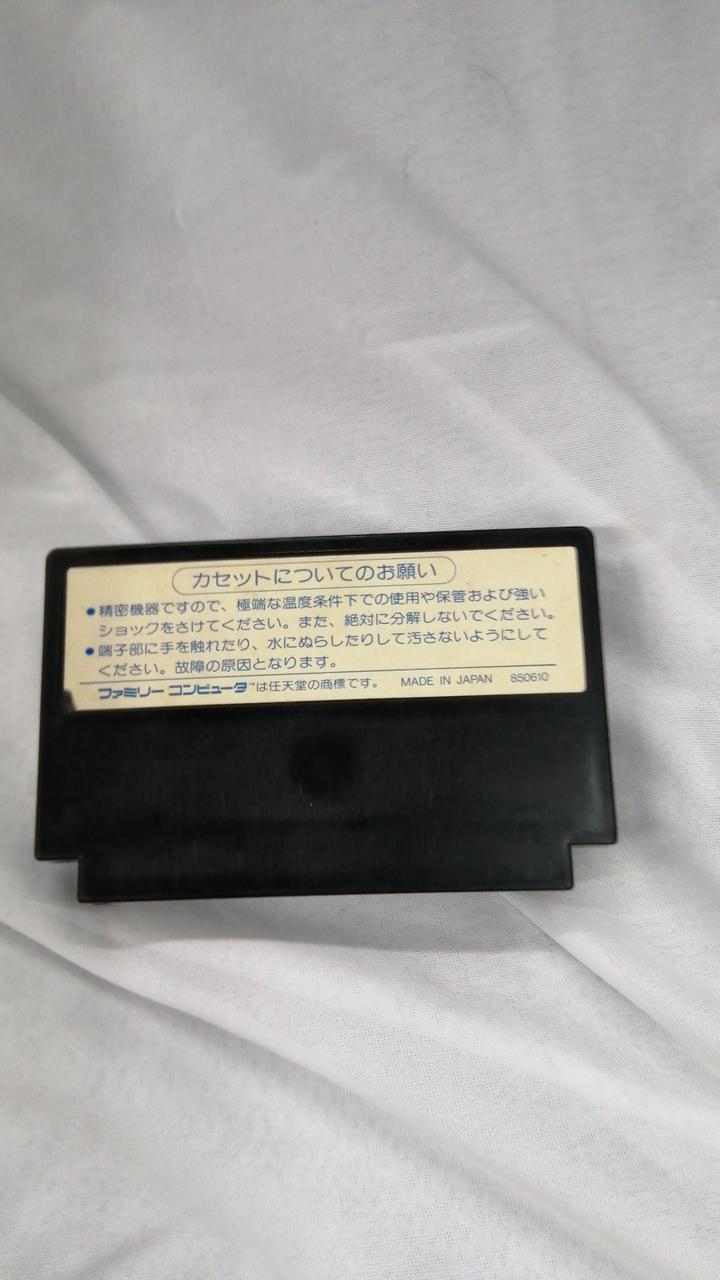 カセットについてのお願い
●精密機器ですので、極端な温度条件下での使用や保管および強い
ショックをさけてください。また、絶対に分解しないでください。
●端子部に手を触れたり、水にぬらしたりして汚さないようにして
ください。故障の原因となります。
ファミリー コンピュータ™は任天堂の商標です。 MADE IN JAPAN 850610